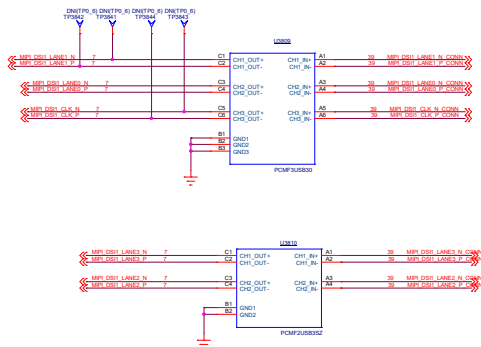 DNI(TP0_6) DNI(TP0_6) DNI(TP0_6) DNI(TP0_6)
TP3842 TP3841 TP3844 TP3843
U3809
MIPI_DSI1_LANE1_N 7 C1 CH1_OUT+ CH1_IN+ A1 39 MIPI_DSI1_LANE1_N_CONN
MIPI_DSI1_LANE1_P 7 C2 CH1_OUT- CH1_IN- A2 39 MIPI_DSI1_LANE1_P_CONN
MIPI_DSI1_LANE0_N 7 C3 CH2_OUT+ CH2_IN+ A3 39 MIPI_DSI1_LANE0_N_CONN
MIPI_DSI1_LANE0_P 7 C4 CH2_OUT- CH2_IN- A4 39 MIPI_DSI1_LANE0_P_CONN
MIPI_DSI1_CLK_N 7 C5 CH3_OUT+ CH3_IN+ A5 39 MIPI_DSI1_CLK_N_CONN
MIPI_DSI1_CLK_P 7 C6 CH3_OUT- CH3_IN- A6 39 MIPI_DSI1_CLK_P_CONN
B1 GND1
B2 GND2
B3 GND3
PCMF3USB30
U3810
MIPI_DSI1_LANE3_N 7 C1 CH1_OUT+ CH1_IN+ A1 39 MIPI_DSI1_LANE3_N_CONN
MIPI_DSI1_LANE3_P 7 C2 CH1_OUT- CH1_IN- A2 39 MIPI_DSI1_LANE3_P_CONN
MIPI_DSI1_LANE2_N 7 C3 CH2_OUT+ CH2_IN+ A3 39 MIPI_DSI1_LANE2_N_CONN
MIPI_DSI1_LANE2_P 7 C4 CH2_OUT- CH2_IN- A4 39 MIPI_DSI1_LANE2_P_CONN
B1 GND1
B2 GND2
PCMF2USB3SZ